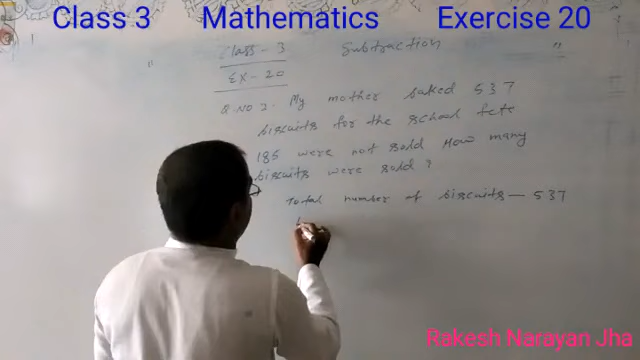 Class 3 Mathematics Exercise 20
Class - 3 Subtraction
EX - 20
Q.NO 3. My mother baked 537
biscuits for the school fete
185 were not sold How many
biscuits were sold ?
Total number of biscuits — 537
Rakesh Narayan Jha